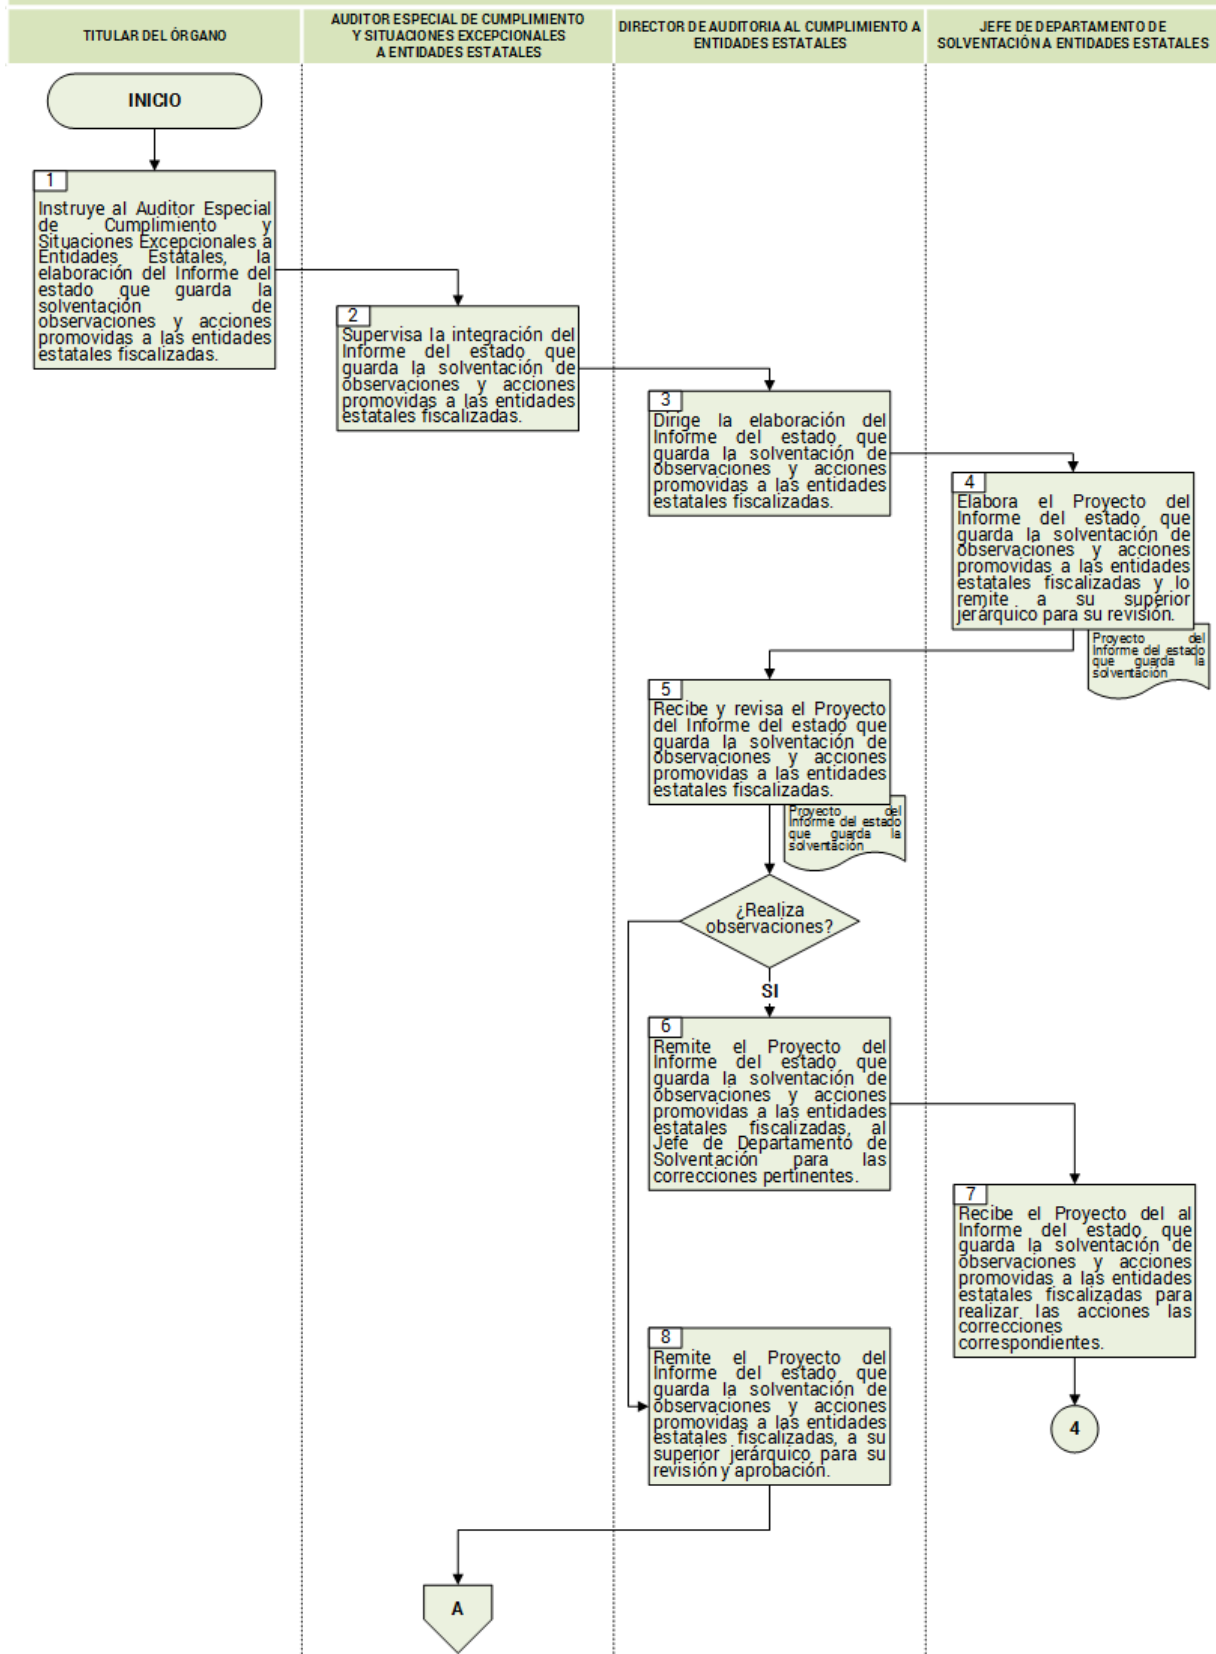 TITULAR DEL ÓRGANO
AUDITOR ESPECIAL DE CUMPLIMIENTO
Y SITUACIONES EXCEPCIONALES
A ENTIDADES ESTATALES
DIRECTOR DE AUDITORIA AL CUMPLIMIENTO A
ENTIDADES ESTATALES
JEFE DE DEPARTAMENTO DE
SOLVENTACIÓN A ENTIDADES ESTATALES
INICIO
1
Instruye al Auditor Especial
de Cumplimiento y
Situaciones Excepcionales a
Entidades Estatales, la
elaboración del Informe del
estado que guarda la
solventación de
observaciones y acciones
promovidas a las entidades
estatales fiscalizadas.
2
Supervisa la integración del
Informe del estado que
guarda la solventación de
observaciones y acciones
promovidas a las entidades
estatales fiscalizadas.
3
Dirige la elaboración del
Informe del estado que
guarda la solventación de
observaciones y acciones
promovidas a las entidades
estatales fiscalizadas.
4
Elabora el Proyecto del
Informe del estado que
guarda la solventación de
observaciones y acciones
promovidas a las entidades
estatales fiscalizadas y lo
remite a su superior
jerárquico para su revisión.
Proyecto del
Informe del estado
que guarda la
solventación
5
Recibe y revisa el Proyecto
del Informe del estado que
guarda la solventación de
observaciones y acciones
promovidas a las entidades
estatales fiscalizadas.
Proyecto del
Informe del estado
que guarda la
solventación
¿Realiza
observaciones?
SI
6
Remite el Proyecto del
Informe del estado que
guarda la solventación de
observaciones y acciones
promovidas a las entidades
estatales fiscalizadas, al
Jefe de Departamento de
Solventación para las
correcciones pertinentes.
7
Recibe el Proyecto del al
Informe del estado que
guarda la solventación de
observaciones y acciones
promovidas a las entidades
estatales fiscalizadas para
realizar las acciones las
correcciones
correspondientes.
8
Remite el Proyecto del
Informe del estado que
guarda la solventación de
observaciones y acciones
promovidas a las entidades
estatales fiscalizadas, a su
superior jerárquico para su
revisión y aprobación.
4
A